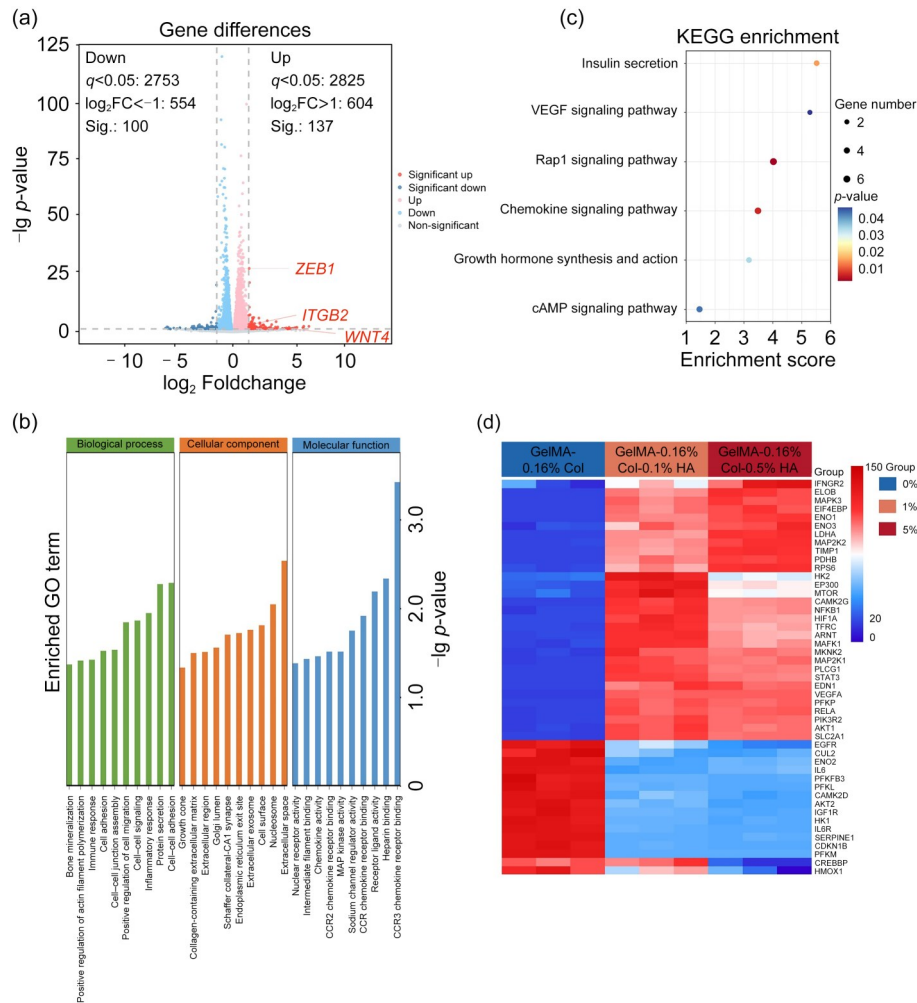 (a)
Gene differences
125
100
75
50
25
0
−lg p-value
Down
q<0.05: 2753
log2FC<−1: 554
Sig.: 100
Up
q<0.05: 2825
log2FC>1: 604
Sig.: 137
ZEB1
ITGB2
WNT4
− 10
− 5
0
5
10
log2 Foldchange
Significant up
Significant down
Up
Down
Non-significant
(c)
KEGG enrichment
Insulin secretion
VEGF signaling pathway
Rap1 signaling pathway
Chemokine signaling pathway
Growth hormone synthesis and action
cAMP signaling pathway
1 2 3 4 5 6
Enrichment score
Gene number
2
4
6
p-value
0.04
0.03
0.02
0.01
(b)
Biological process
Cellular component
Molecular function
Enriched GO term
3.0
2.0
1.0
0
−lg p-value
Bone mineralization
Positive regulation of actin filament polymerization
Immune response
Cell adhesion
Cell–cell junction assembly
Positive regulation of cell migration
Cell–cell signaling
Inflammatory response
Protein secretion
Cell–cell adhesion
Growth cone
Collagen-containing extracellular matrix
Extracellular region
Golgi lumen
Schaffer collateral-CA1 synapse
Endoplasmic reticulum exit site
Extracellular exosome
Cell surface
Nucleosome
Extracellular space
Nuclear receptor activity
Intermediate filament binding
Chemokine activity
CCR2 chemokine receptor binding
MAP kinase activity
Sodium channel regulator activity
CCR chemokine receptor binding
Receptor ligand activity
Heparin binding
CCR3 chemokine receptor binding
(d)
GelMA-
0.16% Col
GelMA-0.16%
Col-0.1% HA
GelMA-0.16%
Col-0.5% HA
Group
IFNGR2
ELOB
MAPK3
EIF4EBP
ENO1
ENO3
LDHA
MAP2K2
TIMP1
PDHB
RPS6
HK2
EP300
MTOR
CAMK2G
NFKB1
HIF1A
TFRC
ARNT
MAFK1
MKNK2
MAP2K1
PLCG1
STAT3
EDN1
VEGFA
PFKP
RELA
PIK3R2
AKT1
SLC2A1
EGFR
CUL2
ENO2
IL6
PFKFB3
PFKL
CAMK2D
AKT2
IGF1R
HK1
IL6R
SERPINE1
CDKN1B
PFKM
CREBBP
HMOX1
150 Group
0%
1%
5%
20
0